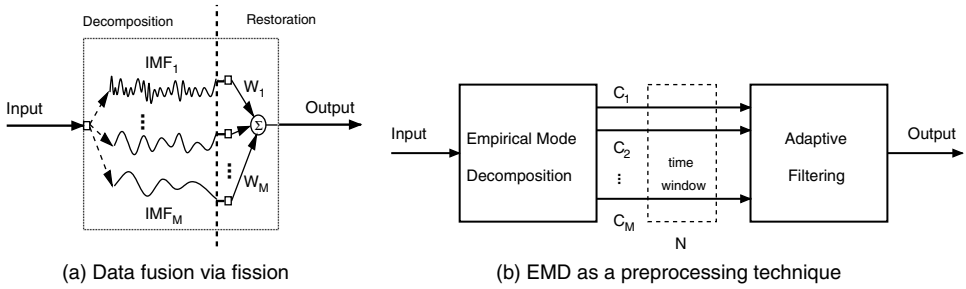 Decomposition
Restoration
IMF1
W1
Input
Output
Σ
WM
IMFM
(a) Data fusion via fission
C1
Input
Empirical Mode
Decomposition
C2
time
window
CM
N
Adaptive
Filtering
Output
(b) EMD as a preprocessing technique